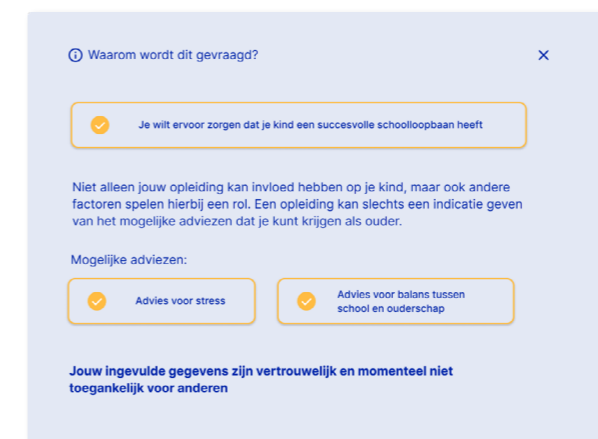 Waarom wordt dit gevraagd?
Je wilt ervoor zorgen dat je kind een succesvolle schoolloopbaan heeft
Niet alleen jouw opleiding kan invloed hebben op je kind, maar ook andere
factoren spelen hierbij een rol. Een opleiding kan slechts een indicatie geven
van het mogelijke adviezen dat je kunt krijgen als ouder.
Mogelijke adviezen:
Advies voor stress
Advies voor balans tussen
school en ouderschap
Jouw ingevulde gegevens zijn vertrouwelijk en momenteel niet
toegankelijk voor anderen